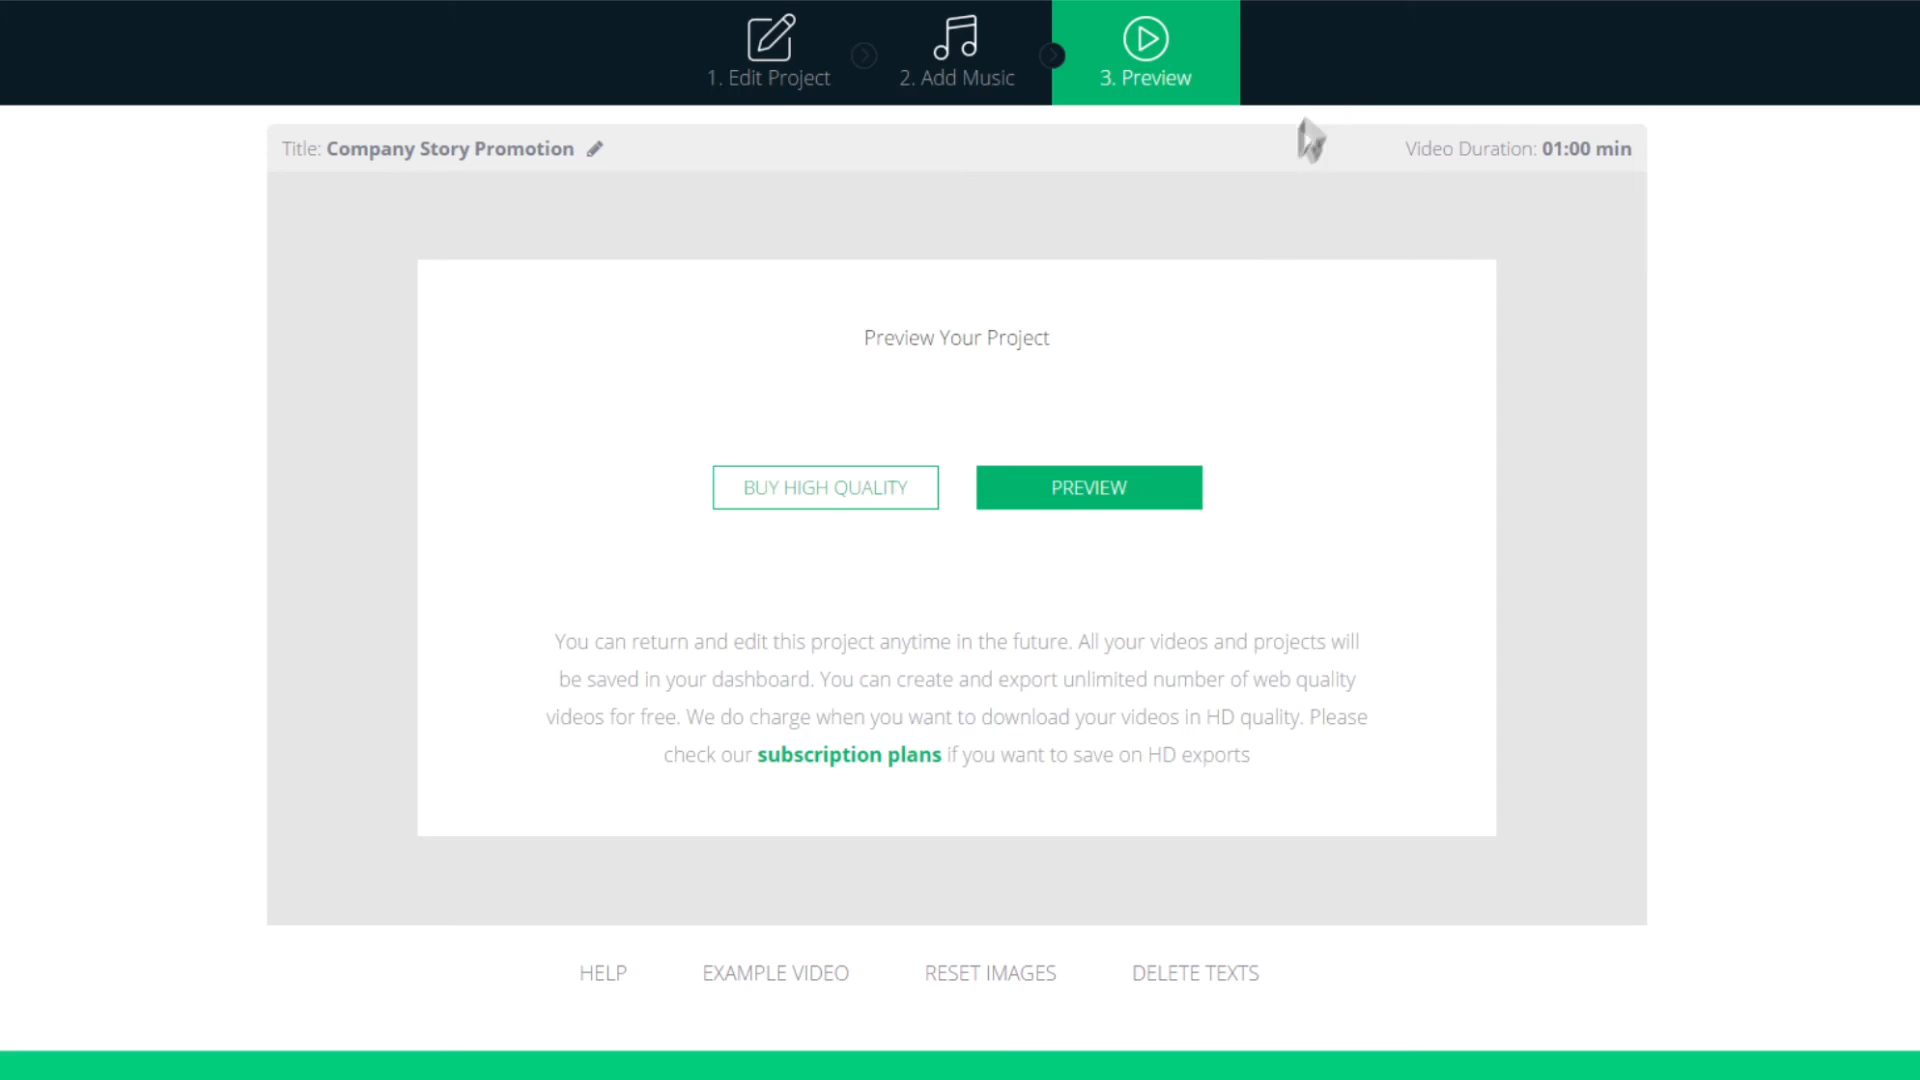 1. Edit Project
2. Add Music
3. Preview
Title: Company Story Promotion
Video Duration: 01:00 min
Preview Your Project
BUY HIGH QUALITY
PREVIEW
You can return and edit this project anytime in the future. All your videos and projects will
be saved in your dashboard. You can create and export unlimited number of web quality
videos for free. We do charge when you want to download your videos in HD quality. Please
check our subscription plans if you want to save on HD exports
HELP
EXAMPLE VIDEO
RESET IMAGES
DELETE TEXTS